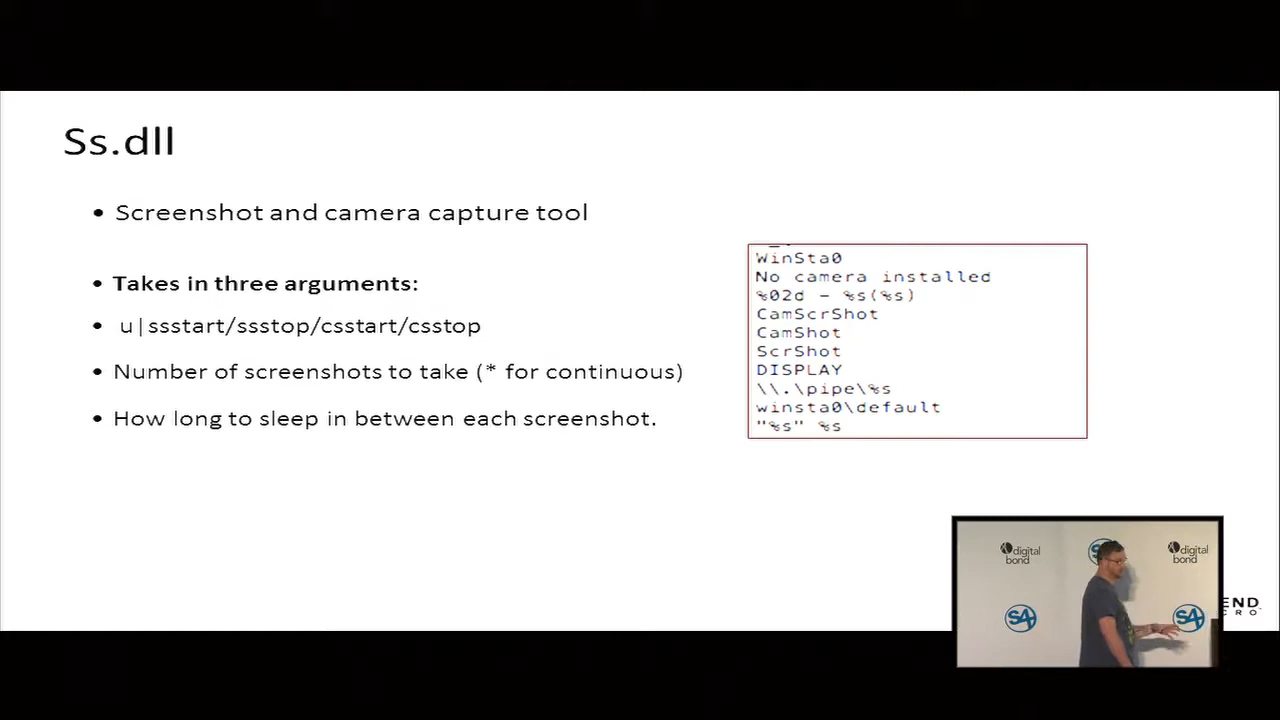 Ss.dll
• Screenshot and camera capture tool
• Takes in three arguments:
• u|ssstart/ssstop/csstart/csstop
• Number of screenshots to take (* for continuous)
• How long to sleep in between each screenshot.
WinSta0
No camera installed
%02d - %s(%s)
CamScrShot
CamShot
ScrShot
DISPLAY
\\.\pipe\%s
winsta0\default
"%s" %s
digital
bond
digital
bond
S4
S4
END
CRO